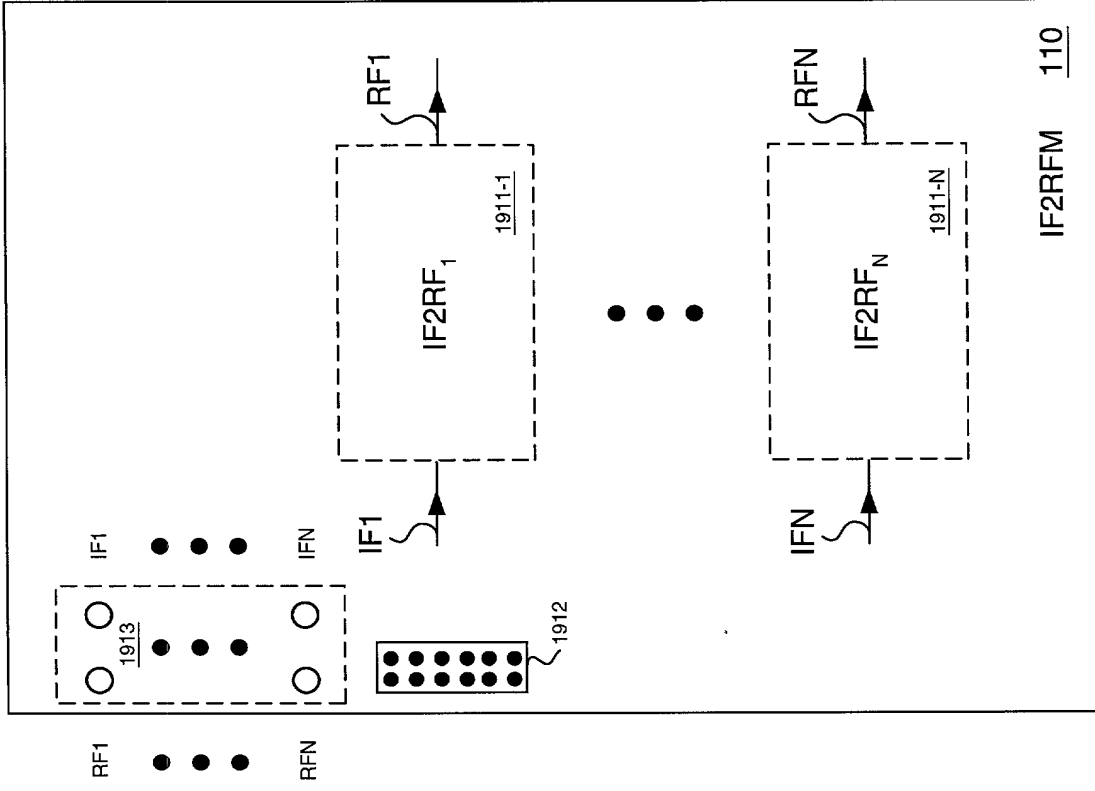 RF1
RFN
IF1
IFN
1913
1912
IF1
IF2RF1
1911-1
RF1
IFN
IF2RFN
1911-N
RFN
IF2RFM 110